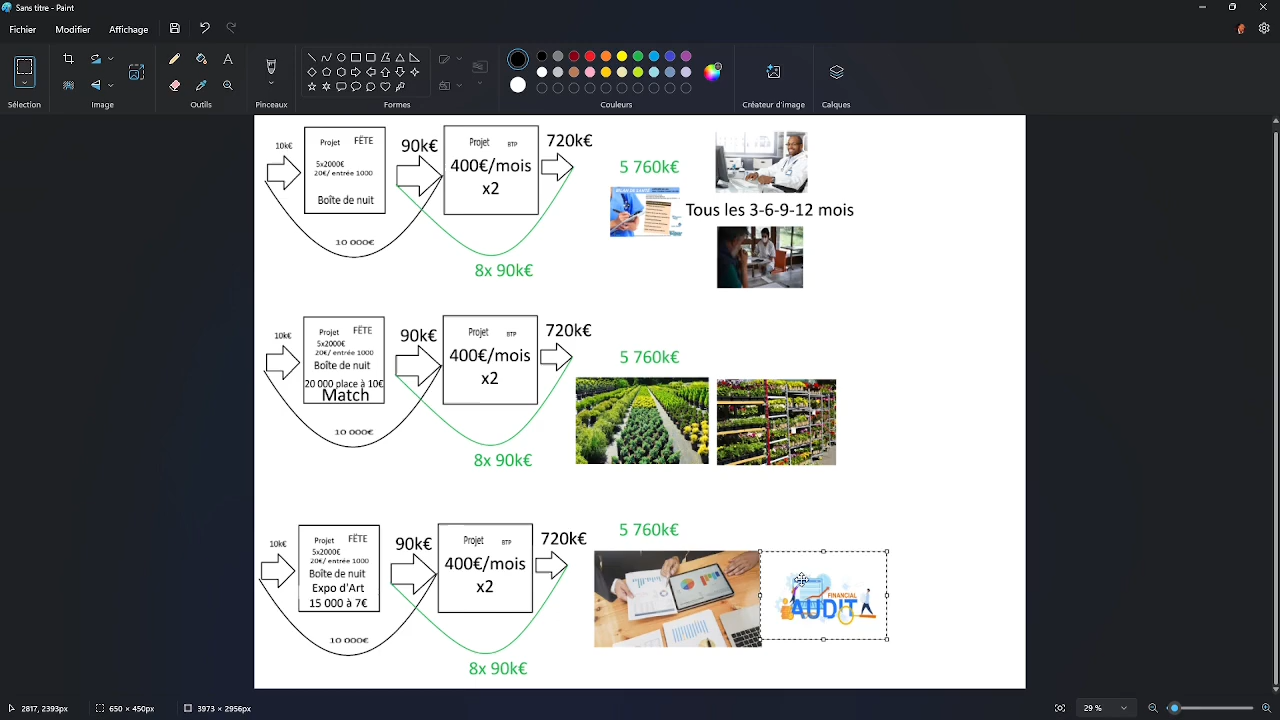 Sans titre - Paint
Fichier Modifier Affichage
Sélection Image Outils Pinceaux Formes Couleurs Créateur d'image Calques
10k€
Projet FÊTE
5x2000€
20€/ entrée 1000
Boîte de nuit
10 000€
90k€
Projet BTP
400€/mois
x2
720k€
8x 90k€
5 760k€
BILAN DE SANTÉ
Tous les 3-6-9-12 mois
10k€
Projet FÊTE
5x2000€
20€/ entrée 1000
Boîte de nuit
20 000 place à 10€
Match
10 000€
90k€
Projet BTP
400€/mois
x2
720k€
8x 90k€
5 760k€
10k€
Projet FÊTE
5x2000€
20€/ entrée 1000
Boîte de nuit
Expo d'Art
15 000 à 7€
10 000€
90k€
Projet BTP
400€/mois
x2
720k€
8x 90k€
5 760k€
FINANCIAL
AUDIT
2817, 2393px 650 × 450px 3973 × 2956px 29 %